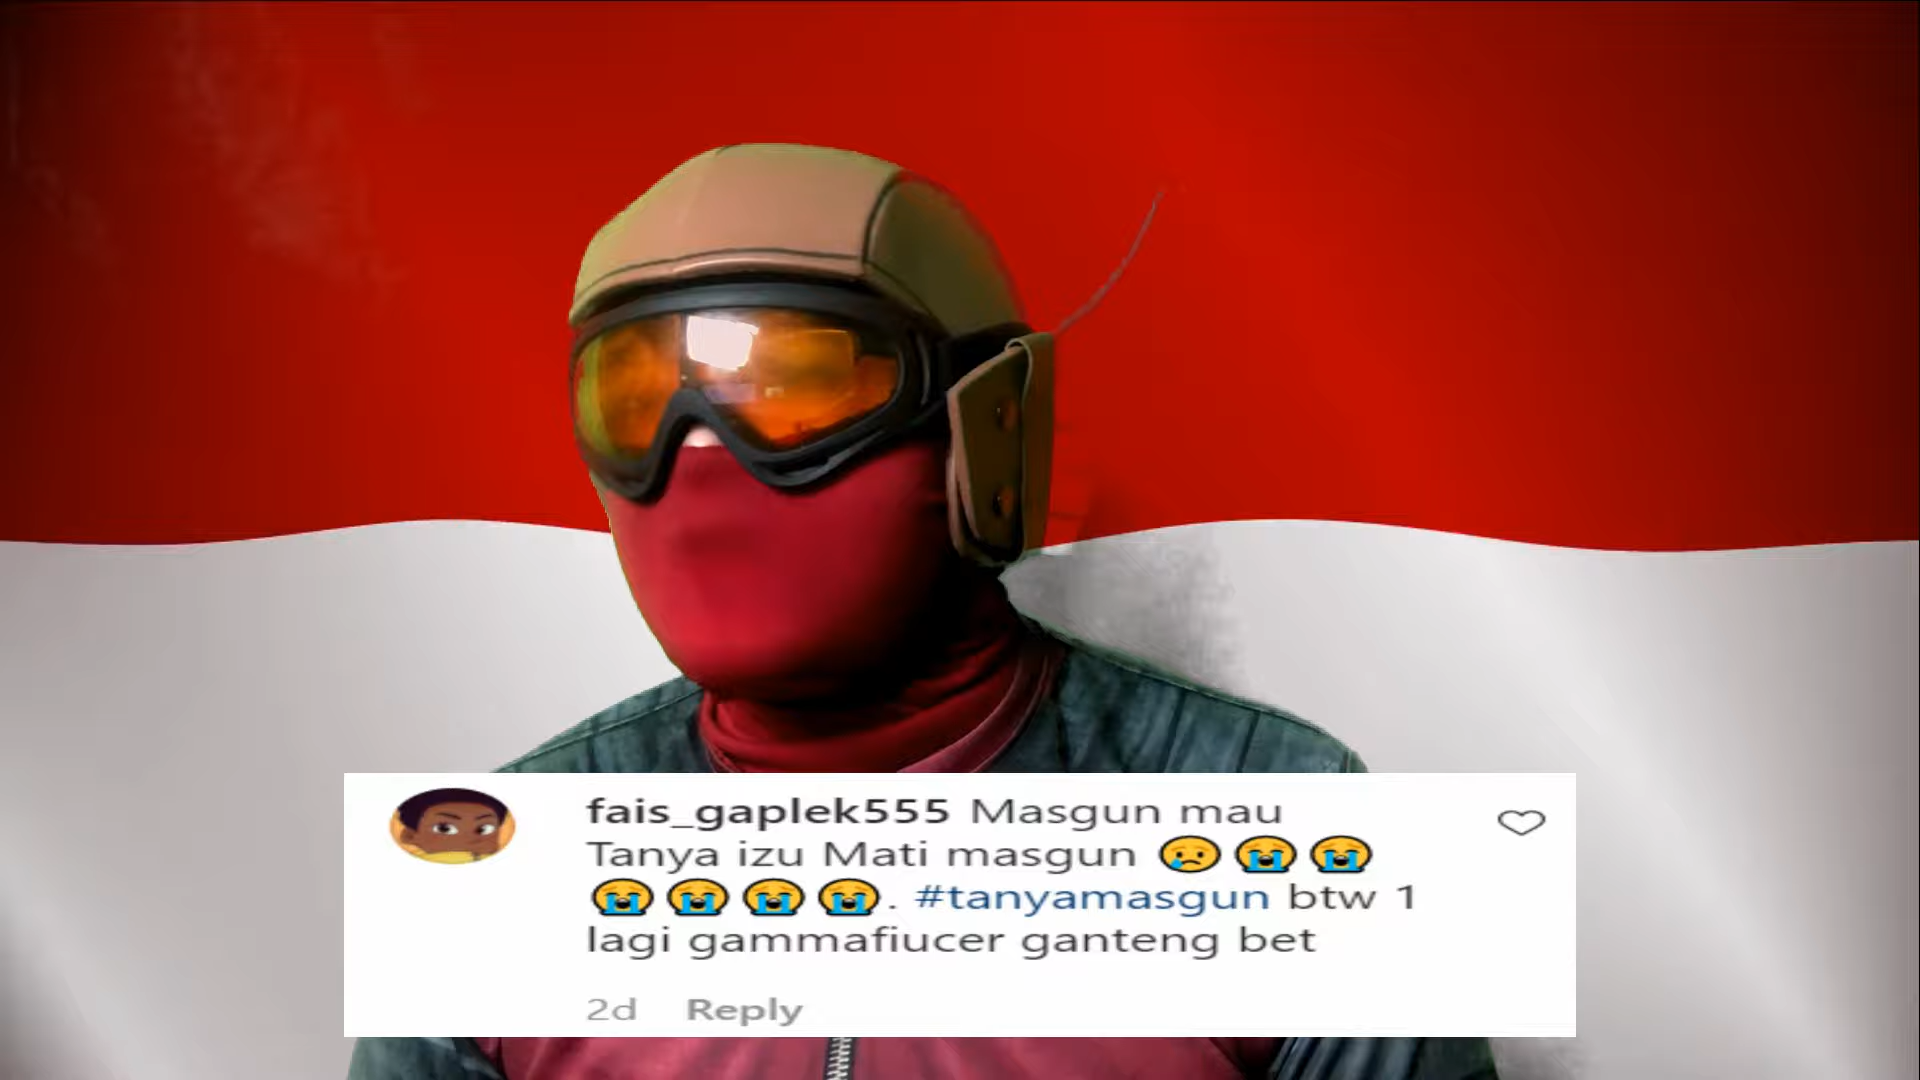 fais_gaplek555 Masgun mau
Tanya izu Mati masgun 😢😭😭
😭😭😭😭. #tanyamasgun btw 1
lagi gammafiucer ganteng bet
2d Reply